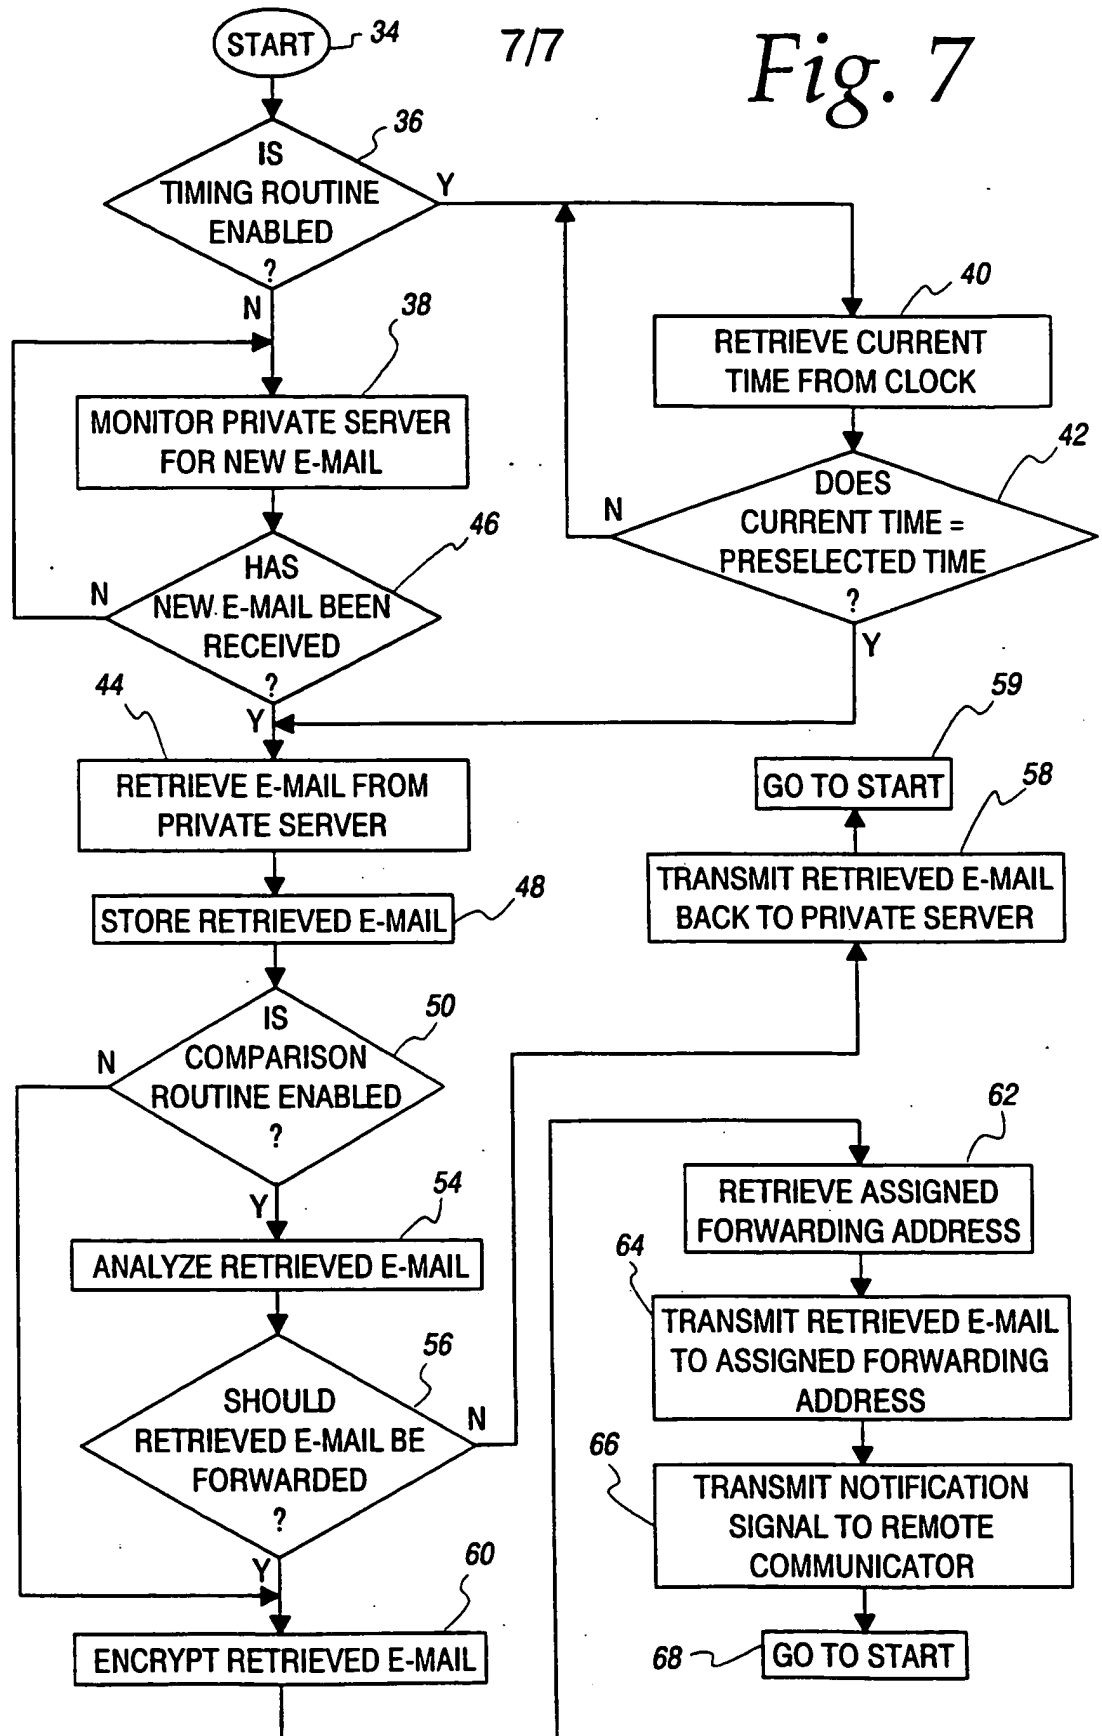 START
34
7/7
Fig. 7
36
IS
TIMING ROUTINE
ENABLED
?
Y
N
38
MONITOR PRIVATE SERVER
FOR NEW E-MAIL
40
RETRIEVE CURRENT
TIME FROM CLOCK
42
DOES
CURRENT TIME =
PRESELECTED TIME
?
N
Y
46
HAS
NEW E-MAIL BEEN
RECEIVED
?
N
Y
44
RETRIEVE E-MAIL FROM
PRIVATE SERVER
59
GO TO START
58
TRANSMIT RETRIEVED E-MAIL
BACK TO PRIVATE SERVER
STORE RETRIEVED E-MAIL
48
50
IS
COMPARISON
ROUTINE ENABLED
?
N
Y
54
ANALYZE RETRIEVED E-MAIL
56
SHOULD
RETRIEVED E-MAIL BE
FORWARDED
?
N
Y
60
ENCRYPT RETRIEVED E-MAIL
62
RETRIEVE ASSIGNED
FORWARDING ADDRESS
64
TRANSMIT RETRIEVED E-MAIL
TO ASSIGNED FORWARDING
ADDRESS
66
TRANSMIT NOTIFICATION
SIGNAL TO REMOTE
COMMUNICATOR
68
GO TO START